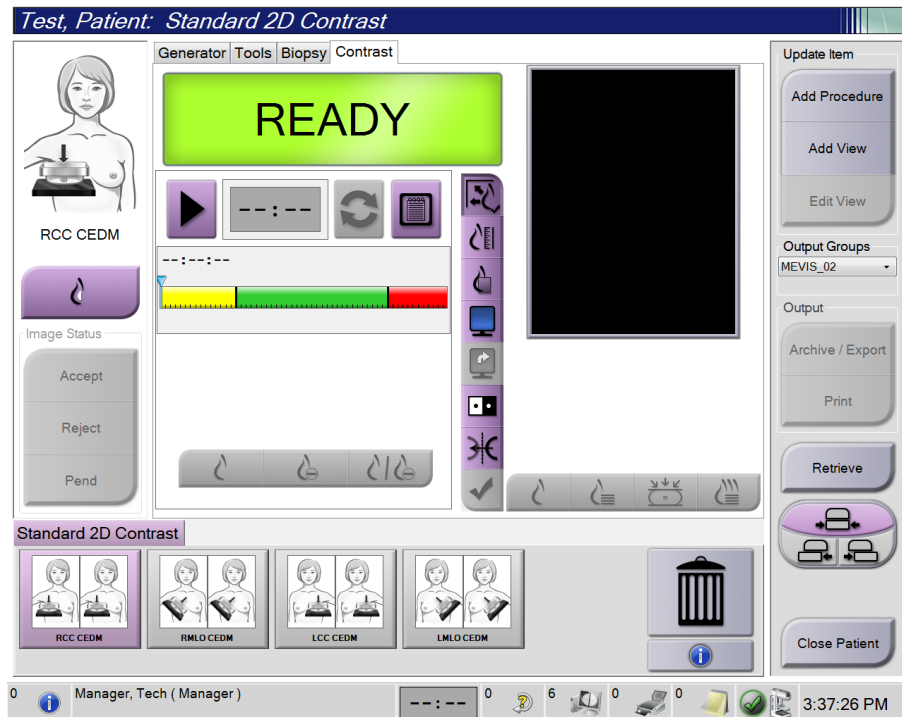 Test, Patient:  Standard 2D Contrast
Generator Tools Biopsy Contrast
READY
--:--
--:--:--
RCC CEDM
Image Status
Accept
Reject
Pend
Update Item
Add Procedure
Add View
Edit View
Output Groups
MEVIS_02
Output
Archive / Export
Print
Retrieve
Close Patient
Standard 2D Contrast
RCC CEDM
RMLO CEDM
LCC CEDM
LMLO CEDM
0 Manager, Tech ( Manager ) --:-- 0 6 0 0 3:37:26 PM